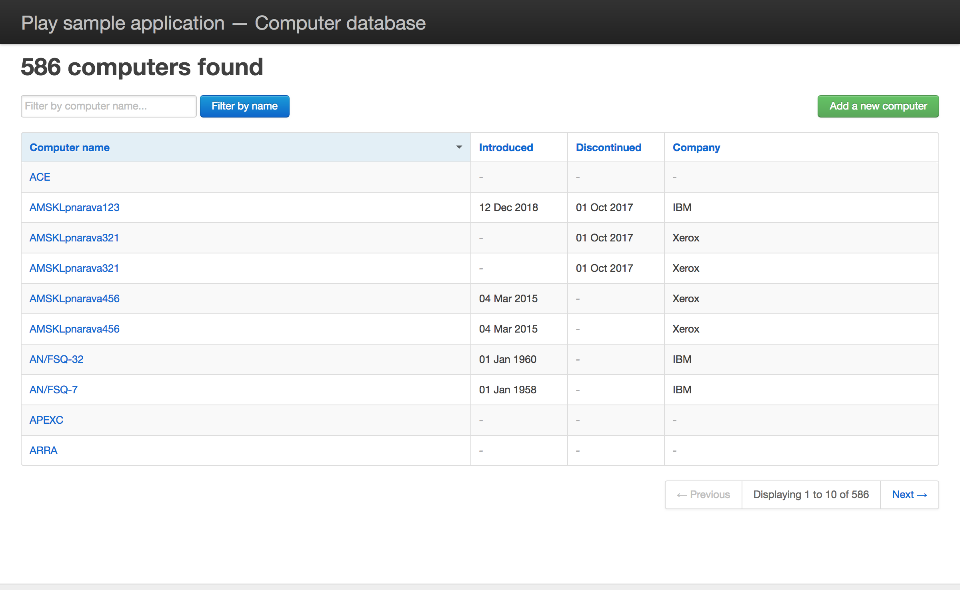 Play sample application — Computer database
586 computers found
Filter by computer name...
Filter by name
Add a new computer
Computer name Introduced Discontinued Company
ACE - - -
AMSKLpnarava123 12 Dec 2018 01 Oct 2017 IBM
AMSKLpnarava321 - 01 Oct 2017 Xerox
AMSKLpnarava321 - 01 Oct 2017 Xerox
AMSKLpnarava456 04 Mar 2015 - Xerox
AMSKLpnarava456 04 Mar 2015 - Xerox
AN/FSQ-32 01 Jan 1960 - IBM
AN/FSQ-7 01 Jan 1958 - IBM
APEXC - - -
ARRA - - -
← Previous Displaying 1 to 10 of 586 Next →